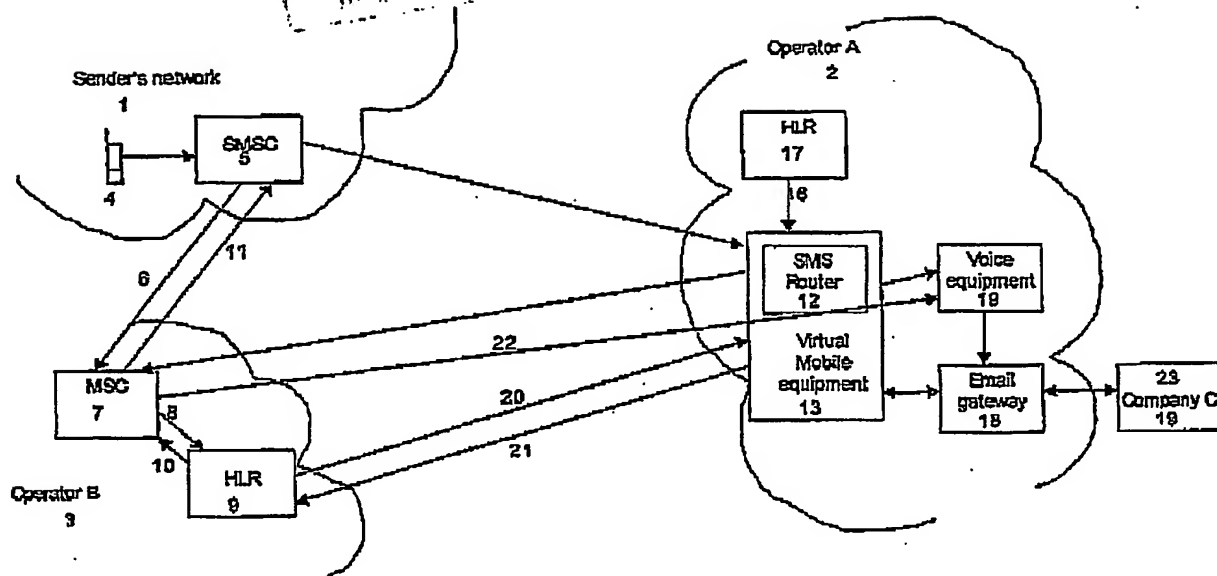 Sender's network
1
SMSC
5
4
6
11
Operator A
2
HLR
17
16
SMS
Router
12
Virtual
Mobile
equipment
13
Voice
equipment
19
Email
gateway
18
23
Company C
19
MSC
7
8
10
HLR
9
22
20
21
Operator B
3